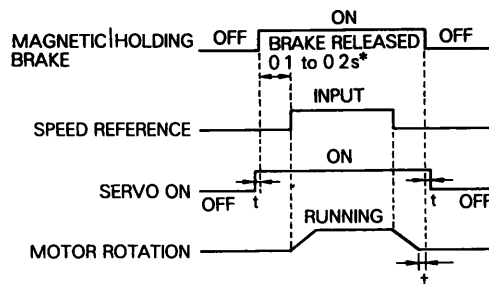 ON
MAGNETIC HOLDING OFF BRAKE RELEASED OFF
BRAKE 0 1 to 0 2s*
INPUT
SPEED REFERENCE
ON
SERVO ON
OFF t t OFF
RUNNING
MOTOR ROTATION
t